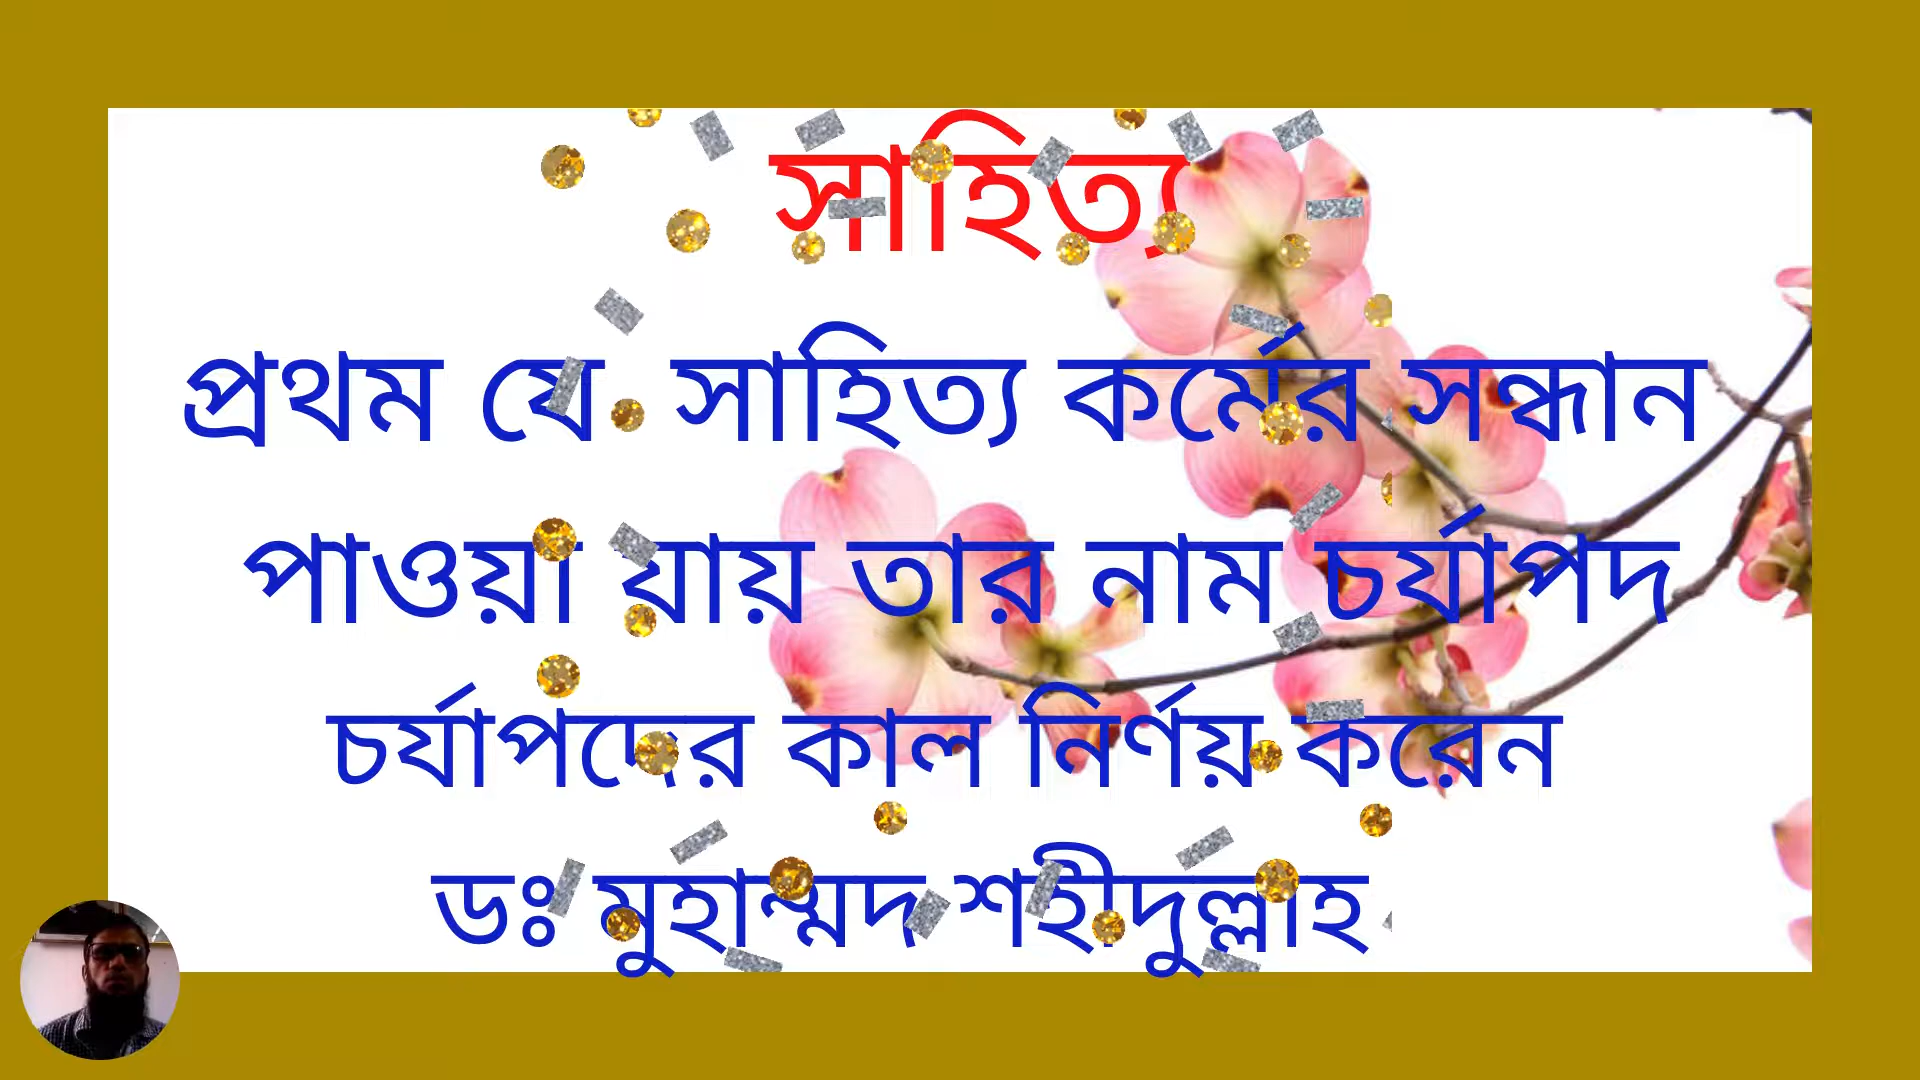 সাহিত্য
প্রথম যে সাহিত্য কর্মের সন্ধান
পাওয়া যায় তার নাম চর্যাপদ
চর্যাপদের কাল নির্ণয় করেন
ডঃ মুহাম্মদ শহীদুল্লাহ